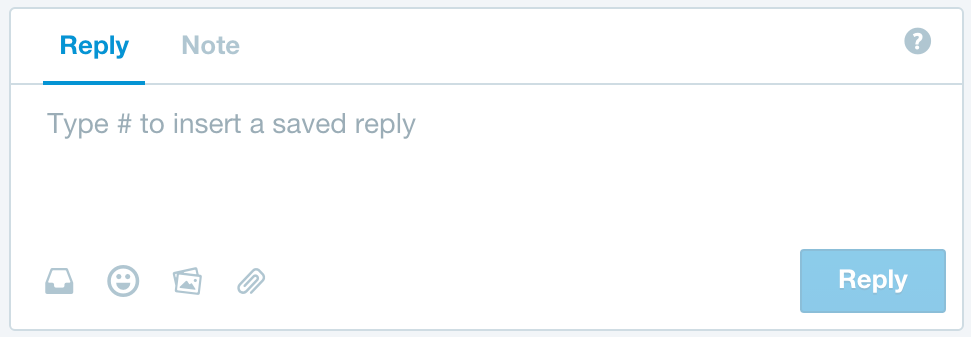 Reply Note ?
Type # to insert a saved reply
Reply